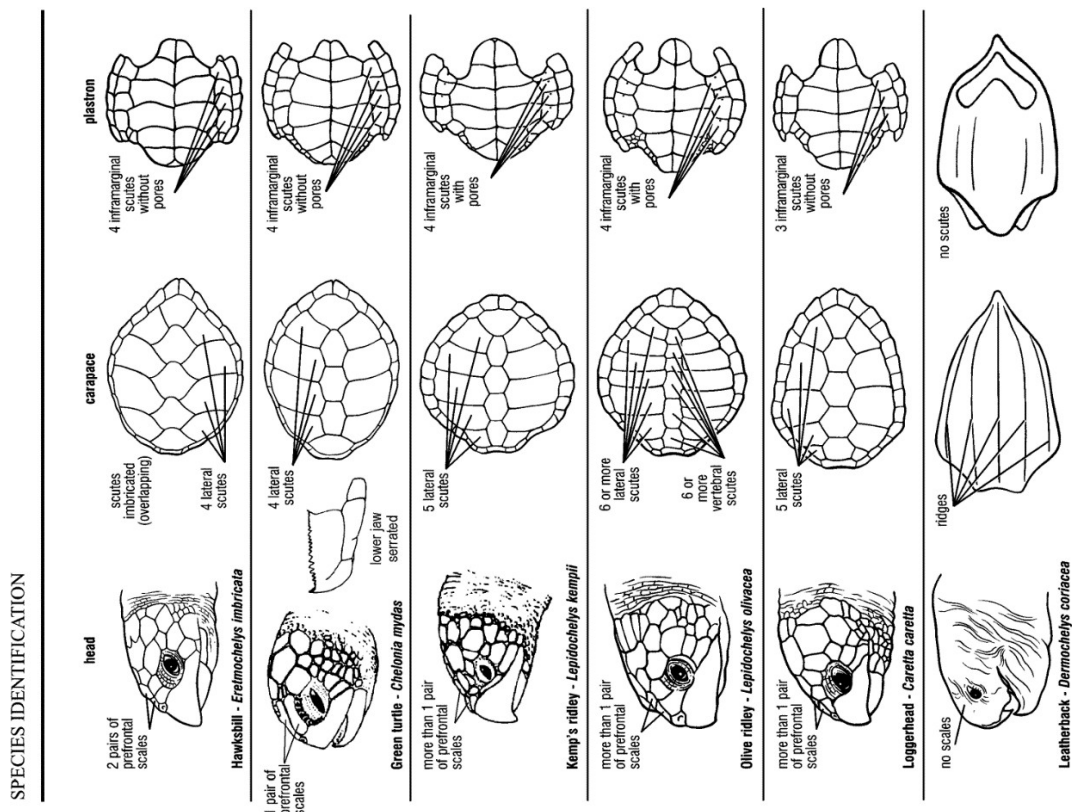 SPECIES IDENTIFICATION
head
carapace
plastron
2 pairs of
prefrontal
scales
scutes
imbricated
(overlapping)
4 lateral
scutes
4 inframarginal
scutes
without
pores
Hawksbill - Eretmochelys imbricata
1 pair of
prefrontal
scales
lower jaw
serrated
4 lateral
scutes
4 inframarginal
scutes
without
pores
Green turtle - Chelonia mydas
more than 1 pair
of prefrontal
scales
5 lateral
scutes
4 inframarginal
scutes
with
pores
Kemp's ridley - Lepidochelys kempii
more than 1 pair
of prefrontal
scales
6 or more
lateral
scutes
6 or
more
vertebral
scutes
4 inframarginal
scutes
with
pores
Olive ridley - Lepidochelys olivacea
more than 1 pair
of prefrontal
scales
5 lateral
scutes
3 inframarginal
scutes
without
pores
Loggerhead - Caretta caretta
no scales
ridges
no scutes
Leatherback - Dermochelys coriacea